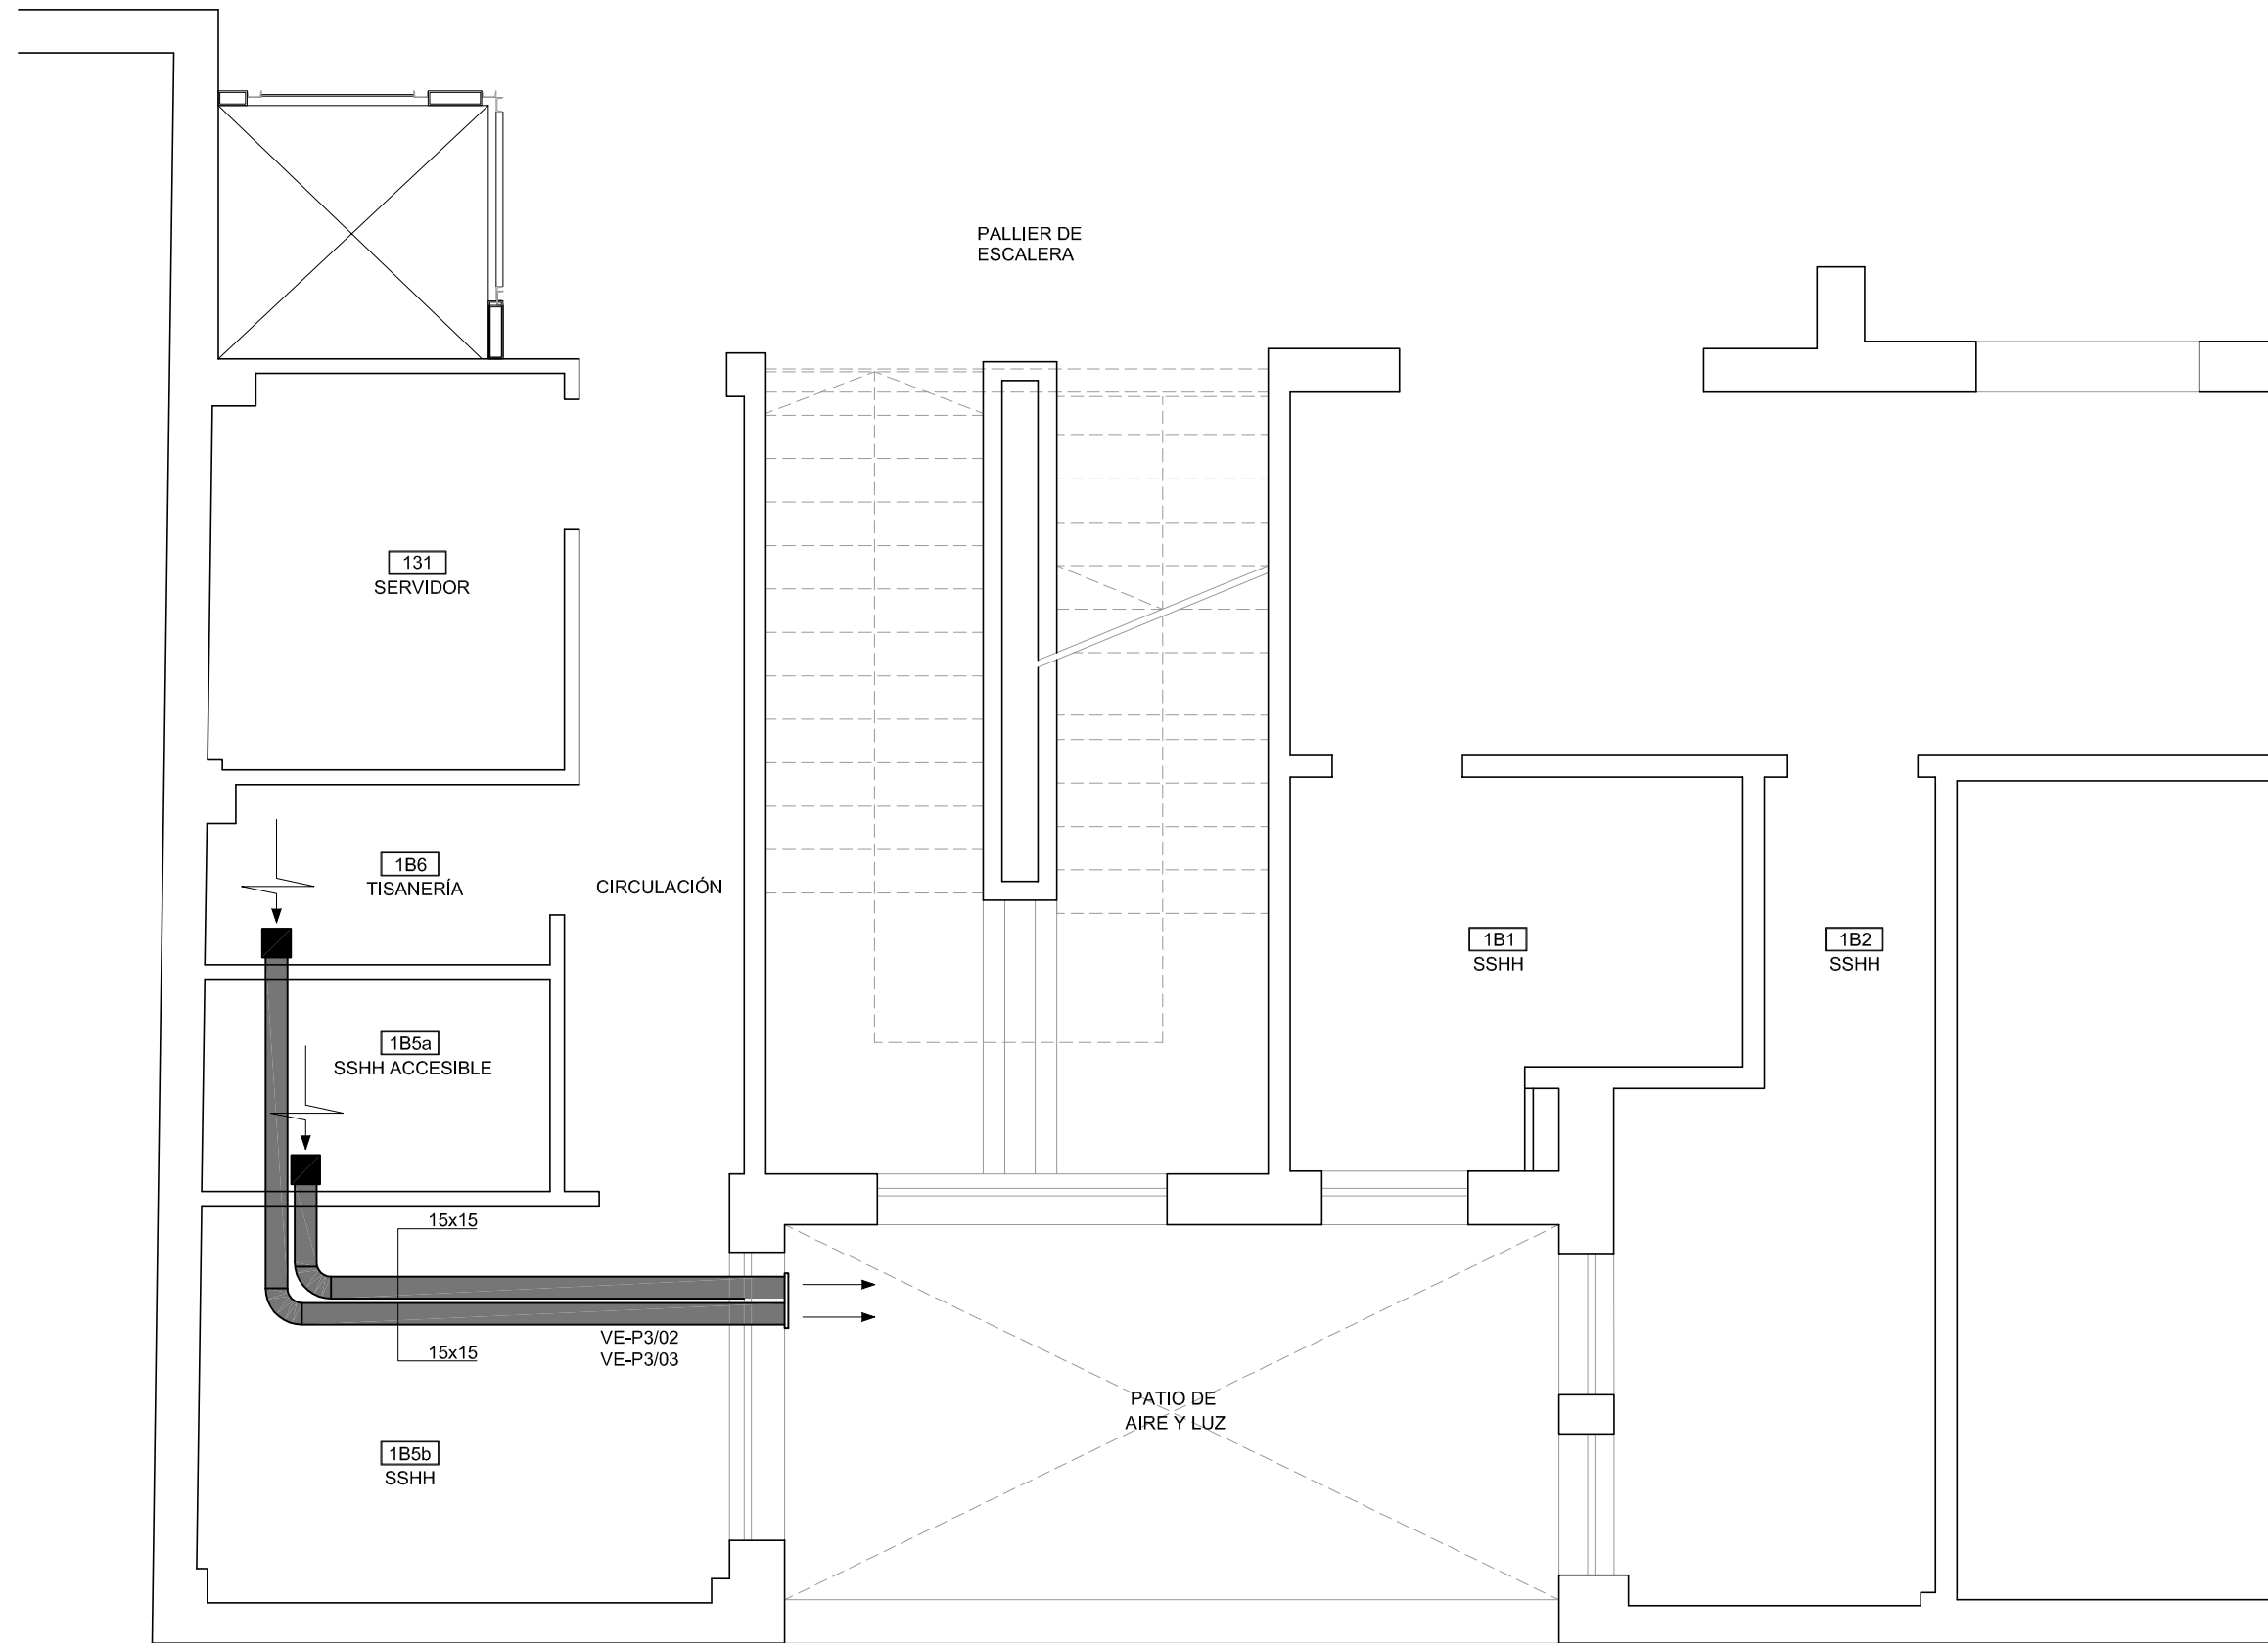 PALLIER DE
ESCALERA
131
SERVIDOR
1B6
TISANERÍA
CIRCULACIÓN
1B1
SSHH
1B2
SSHH
1B5a
SSHH ACCESIBLE
15x15
VE-P3/02
15x15
VE-P3/03
PATIO DE
AIRE Y LUZ
1B5b
SSHH